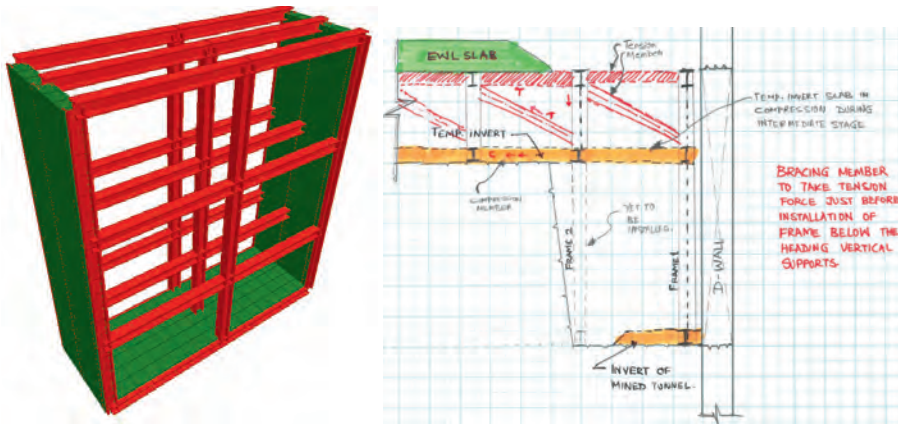 EWL SLAB
Tension
Member
T
T
TEMP. INVERT
C
COMPRESSION
MEMBER
TEMP. INVERT SLAB IN
COMPRESSION DURING
INTERMEDIATE STAGE
BRACING MEMBER
TO TAKE TENSION
FORCE JUST BEFORE
INSTALLATION OF
FRAME BELOW THE
HEADING VERTICAL
SUPPORTS.
YET TO
BE
INSTALLED.
FRAME 2
FRAME 1
D-WALL
INVERT OF
MINED TUNNEL.